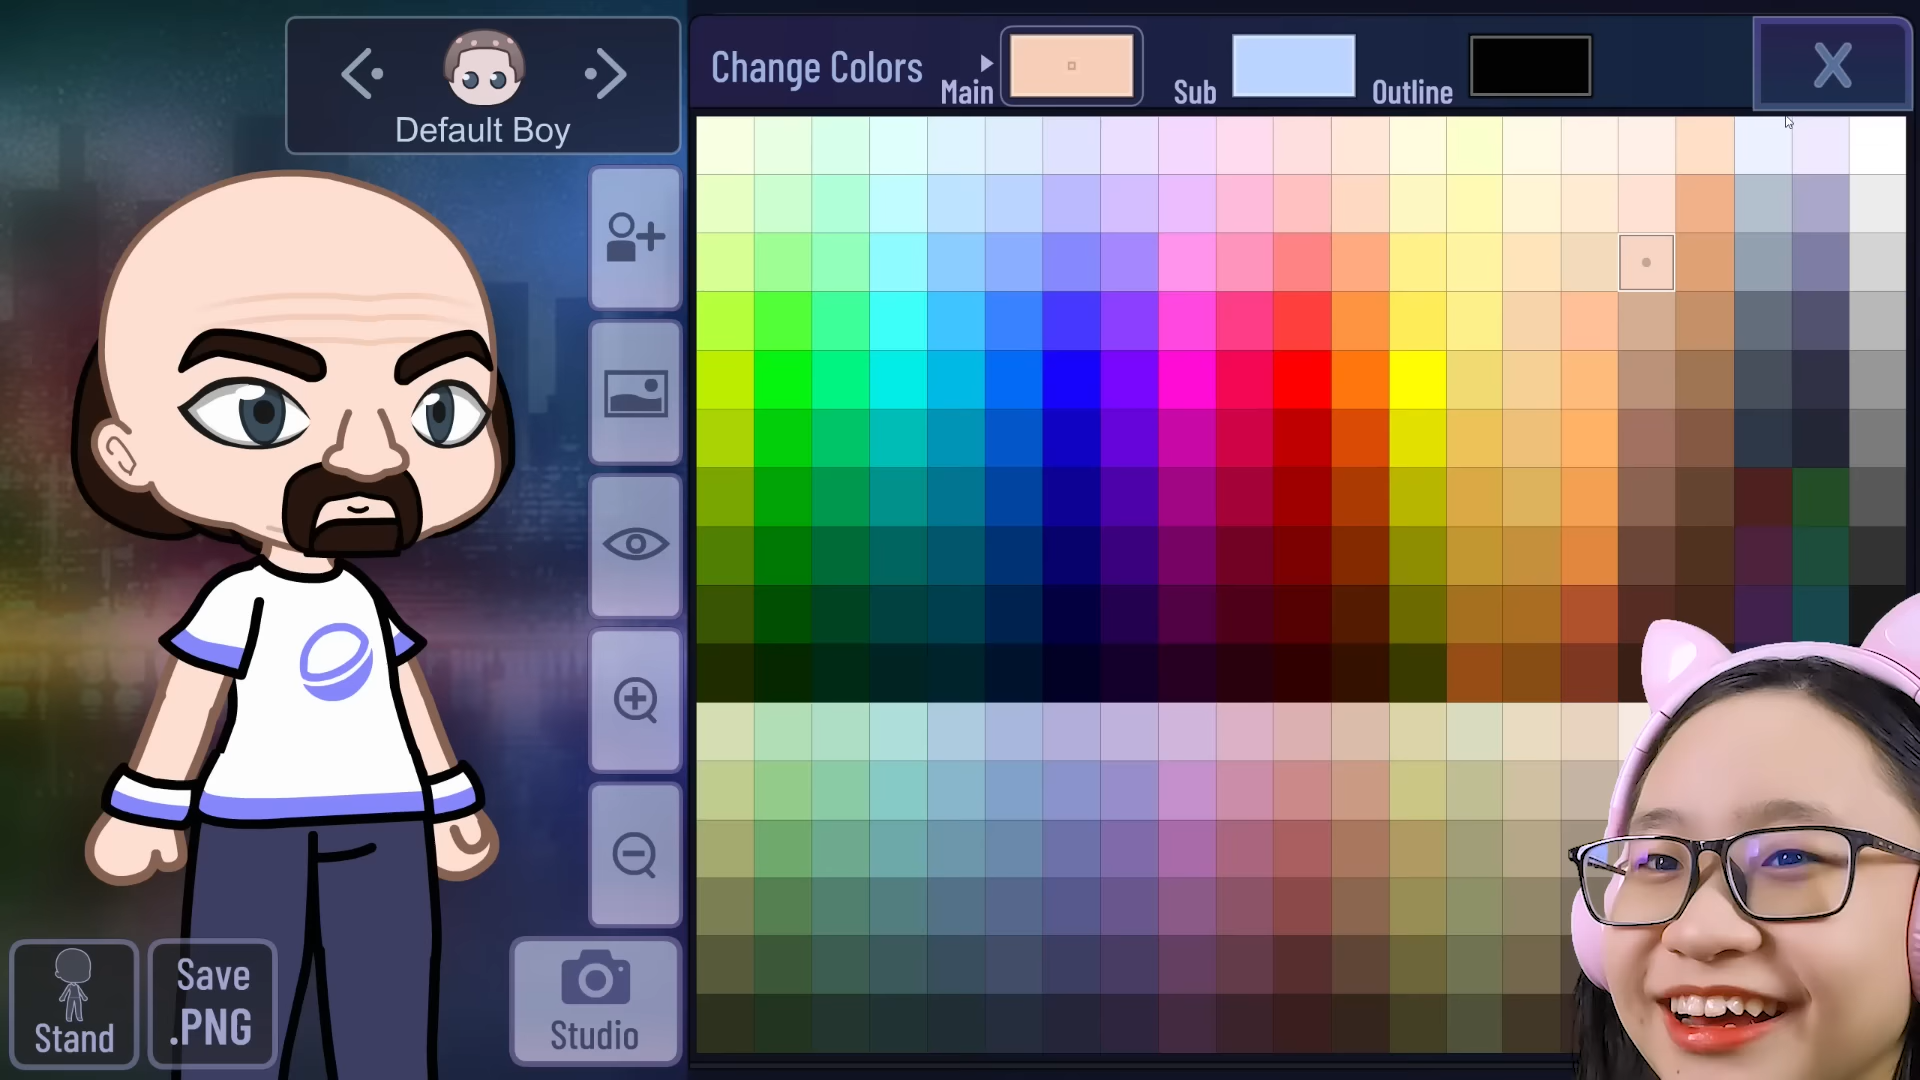 Default Boy
Change Colors
Main
Sub
Outline
X
Stand
Save
.PNG
Studio